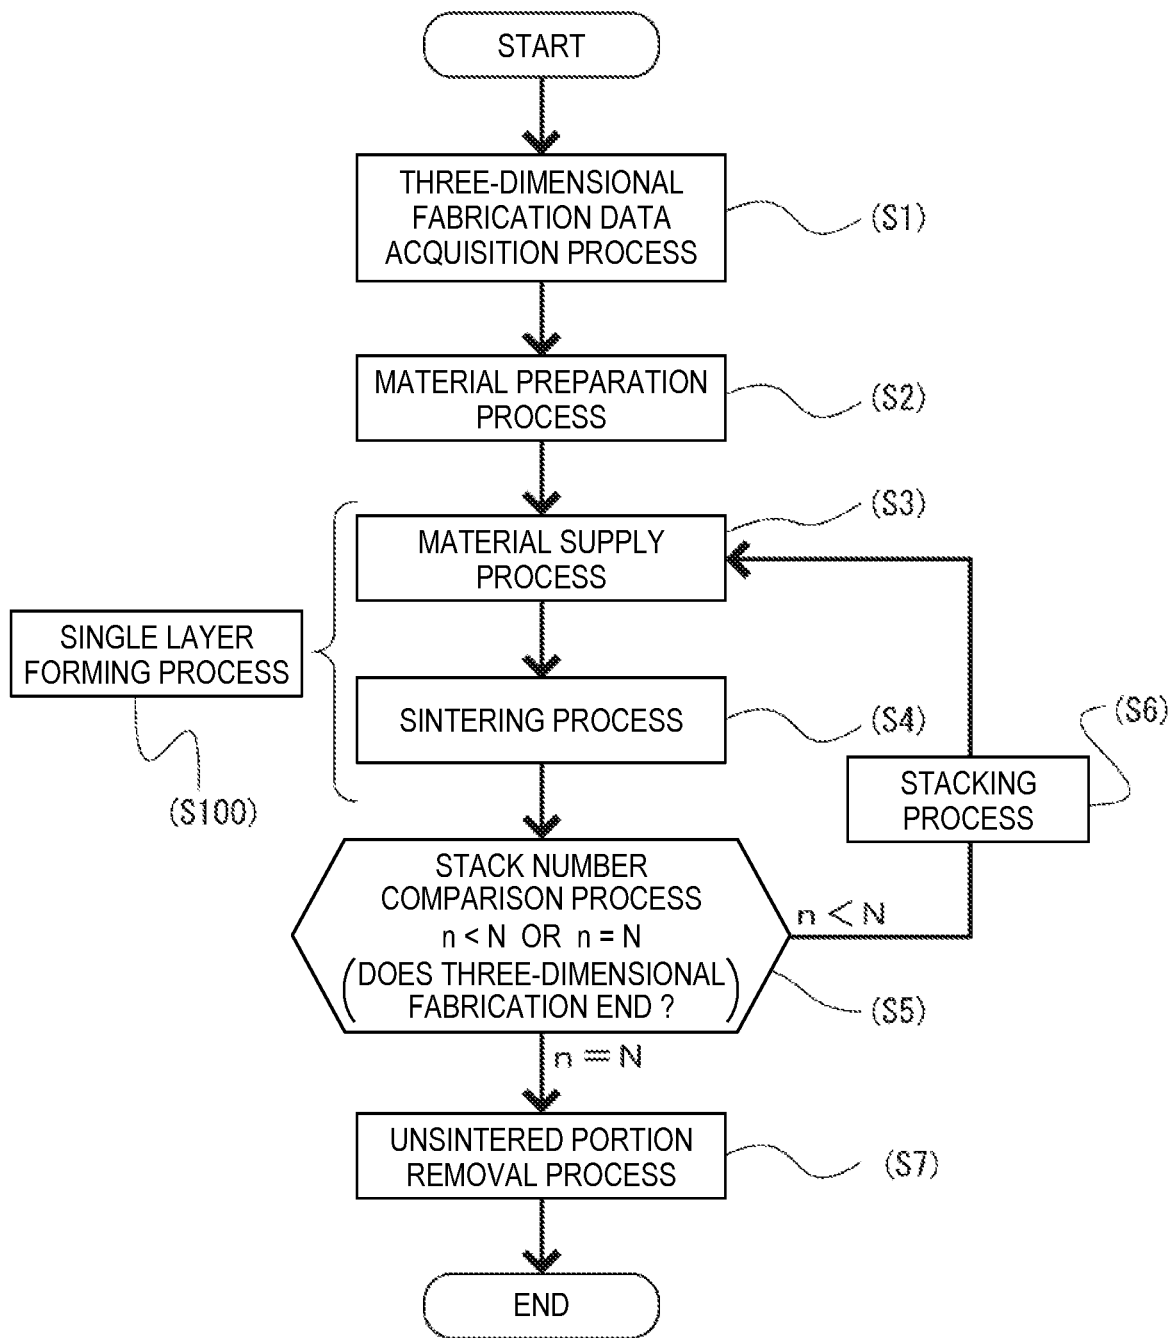 START
THREE-DIMENSIONAL
FABRICATION DATA
ACQUISITION PROCESS
(S1)
MATERIAL PREPARATION
PROCESS
(S2)
MATERIAL SUPPLY
PROCESS
(S3)
SINGLE LAYER
FORMING PROCESS
(S100)
SINTERING PROCESS
(S4)
STACKING
PROCESS
(S6)
STACK NUMBER
COMPARISON PROCESS
n < N OR n = N
(DOES THREE-DIMENSIONAL
FABRICATION END ?)
(S5)
n < N
n = N
UNSINTERED PORTION
REMOVAL PROCESS
(S7)
END